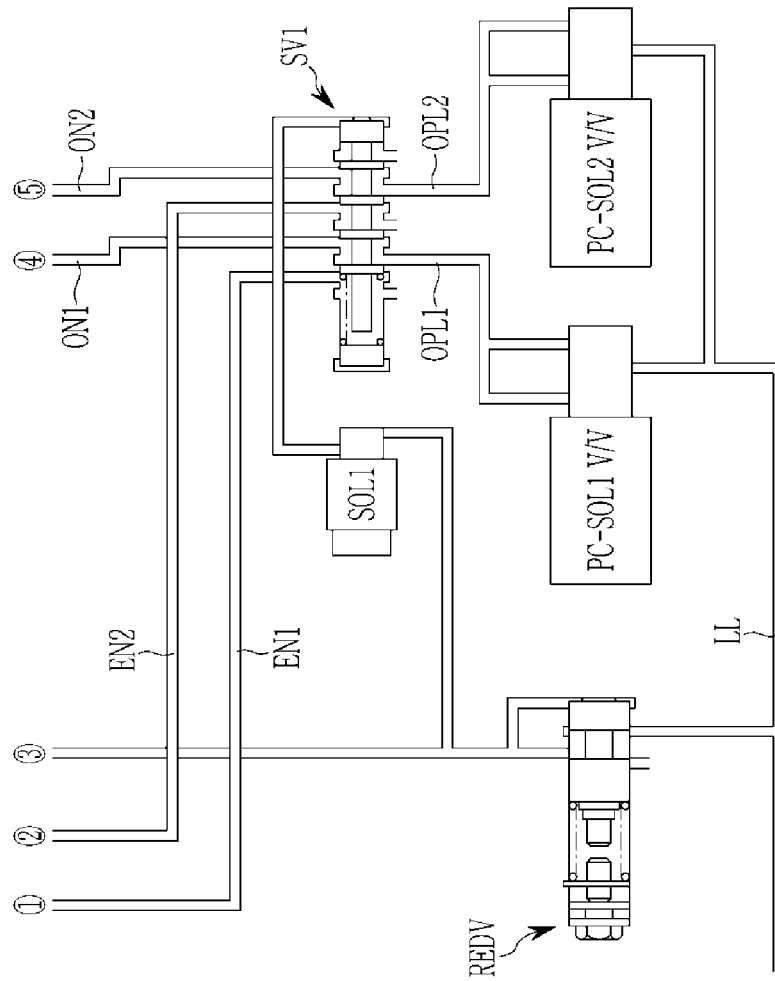 ①
②
③
④
⑤
ON1
ON2
EN2
EN1
SV1
SOL1
OPL1
OPL2
REDV
PC-SOL1 V/V
PC-SOL2 V/V
LL